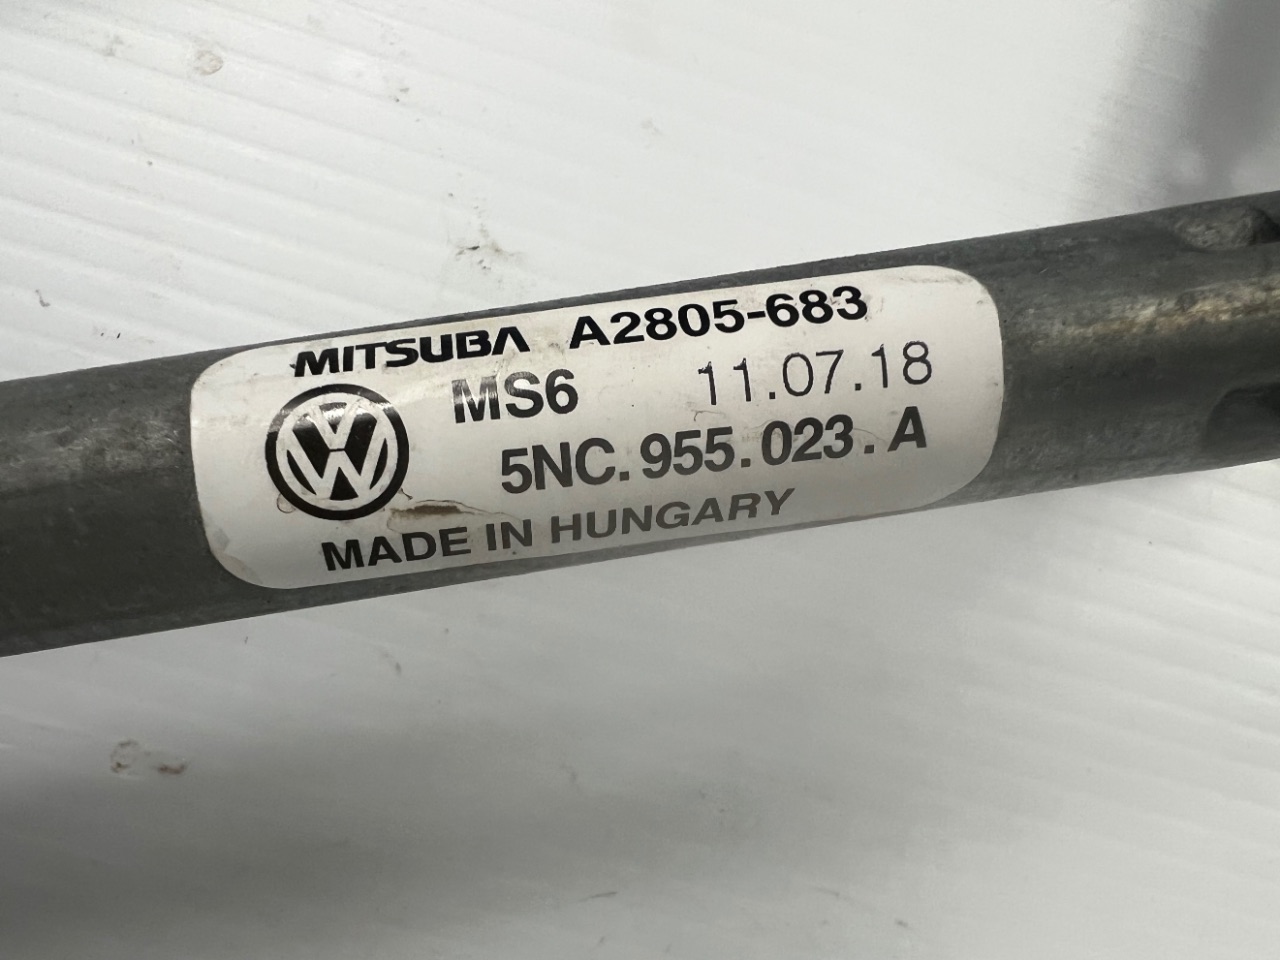 MITSUBA A2805-683
MS6 11.07.18
5NC.955.023.A
MADE IN HUNGARY